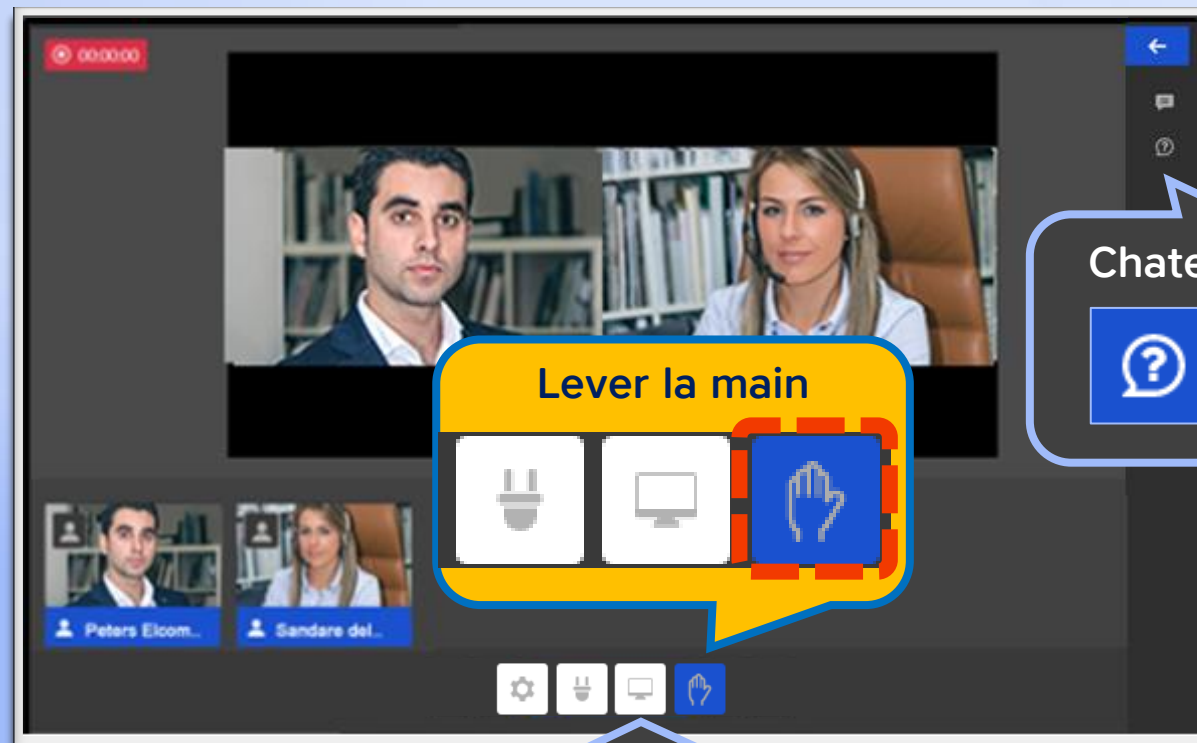 00:00:00
Chate
Lever la main
Peters Elcom...
Sandare del...